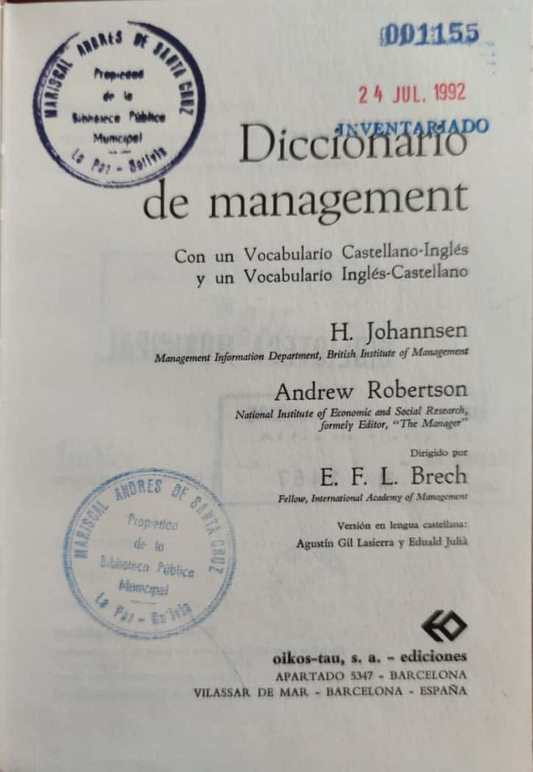 MARISCAL ANDRES DE SANTA CRUZ
Propiedad
de la
Biblioteca Pública
Municipal
La Paz - Bolivia
001155
24 JUL. 1992
INVENTARIADO
Diccionario
de management
Con un Vocabulario Castellano-Inglés
y un Vocabulario Inglés-Castellano
H. Johannsen
Management Information Department, British Institute of Management
Andrew Robertson
National Institute of Economic and Social Research,
formely Editor, "The Manager"
Dirigido por
E. F. L. Brech
Fellow, International Academy of Management
Versión en lengua castellana:
Agustín Gil Lasierra y Eduald Julià
MARISCAL ANDRES DE SANTA CRUZ
Propiedad
de la
Biblioteca Pública
Municipal
La Paz - Bolivia
oikos-tau, s. a. - ediciones
APARTADO 5347 - BARCELONA
VILASSAR DE MAR - BARCELONA - ESPAÑA